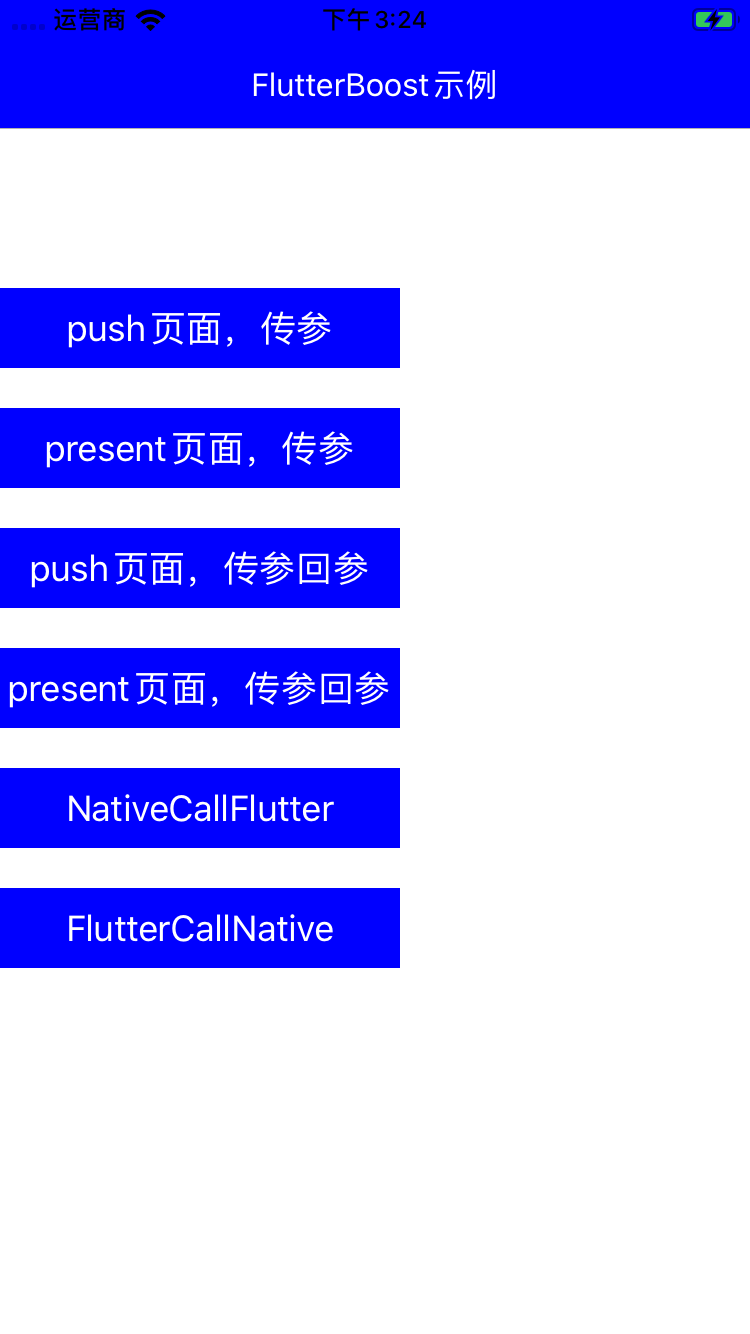 运营商
下午3:24
FlutterBoost示例
push页面，传参
present页面，传参
push页面，传参回参
present页面，传参回参
NativeCallFlutter
FlutterCallNative